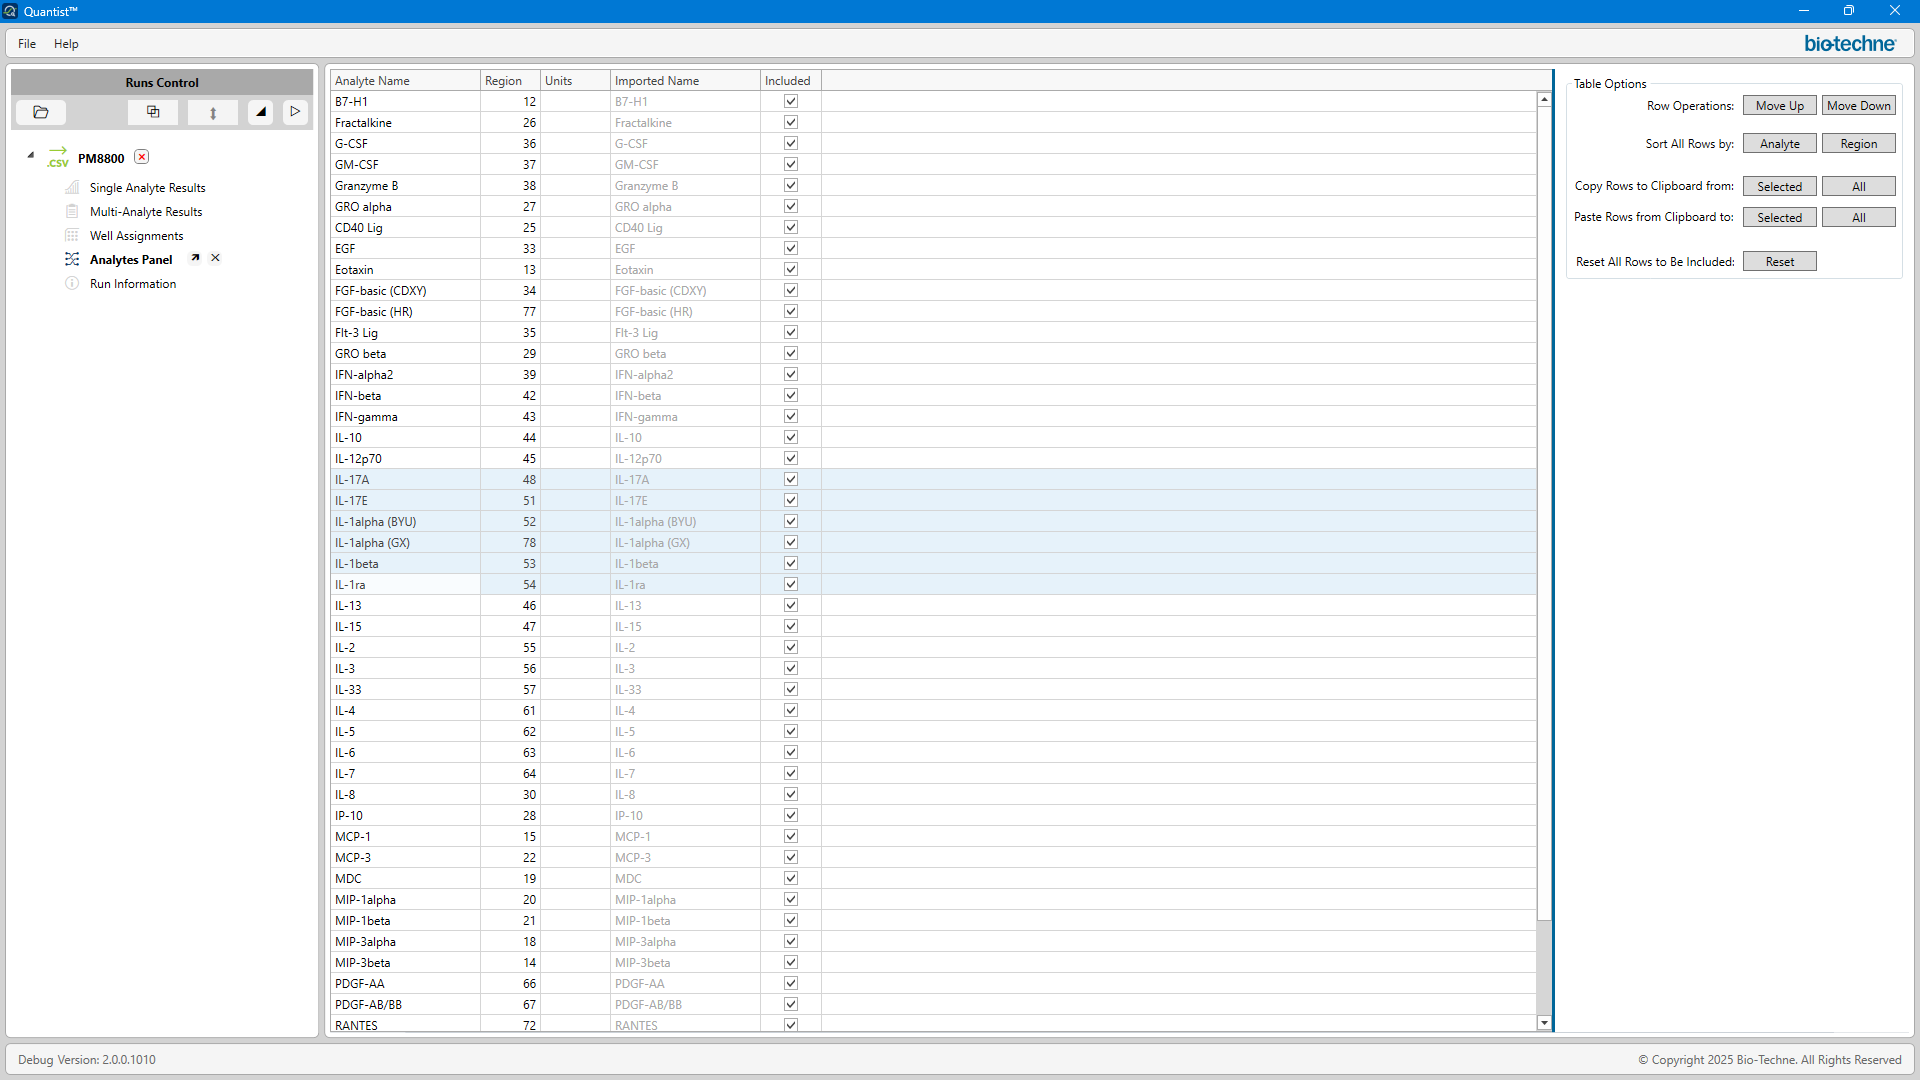 Quantist™
File Help
bio-techne
Runs Control
.CSV PM8800
Single Analyte Results
Multi-Analyte Results
Well Assignments
Analytes Panel
Run Information
Analyte Name Region Units Imported Name Included
B7-H1 12 B7-H1
Fractalkine 26 Fractalkine
G-CSF 36 G-CSF
GM-CSF 37 GM-CSF
Granzyme B 38 Granzyme B
GRO alpha 27 GRO alpha
CD40 Lig 25 CD40 Lig
EGF 33 EGF
Eotaxin 13 Eotaxin
FGF-basic (CDXY) 34 FGF-basic (CDXY)
FGF-basic (HR) 77 FGF-basic (HR)
Flt-3 Lig 35 Flt-3 Lig
GRO beta 29 GRO beta
IFN-alpha2 39 IFN-alpha2
IFN-beta 42 IFN-beta
IFN-gamma 43 IFN-gamma
IL-10 44 IL-10
IL-12p70 45 IL-12p70
IL-17A 48 IL-17A
IL-17E 51 IL-17E
IL-1alpha (BYU) 52 IL-1alpha (BYU)
IL-1alpha (GX) 78 IL-1alpha (GX)
IL-1beta 53 IL-1beta
IL-1ra 54 IL-1ra
IL-13 46 IL-13
IL-15 47 IL-15
IL-2 55 IL-2
IL-3 56 IL-3
IL-33 57 IL-33
IL-4 61 IL-4
IL-5 62 IL-5
IL-6 63 IL-6
IL-7 64 IL-7
IL-8 30 IL-8
IP-10 28 IP-10
MCP-1 15 MCP-1
MCP-3 22 MCP-3
MDC 19 MDC
MIP-1alpha 20 MIP-1alpha
MIP-1beta 21 MIP-1beta
MIP-3alpha 18 MIP-3alpha
MIP-3beta 14 MIP-3beta
PDGF-AA 66 PDGF-AA
PDGF-AB/BB 67 PDGF-AB/BB
RANTES 72 RANTES
Table Options
Row Operations: Move Up Move Down
Sort All Rows by: Analyte Region
Copy Rows to Clipboard from: Selected All
Paste Rows from Clipboard to: Selected All
Reset All Rows to Be Included: Reset
Debug Version: 2.0.0.1010
© Copyright 2025 Bio-Techne. All Rights Reserved